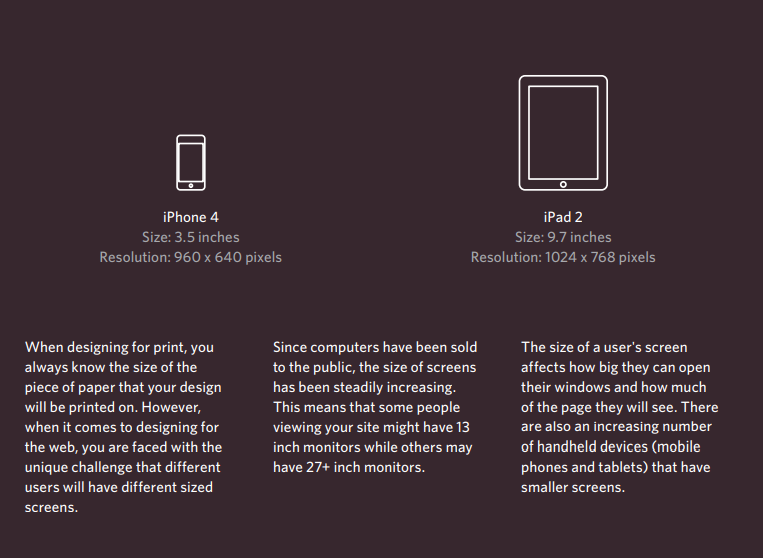 iPhone 4
Size: 3.5 inches
Resolution: 960 x 640 pixels
iPad 2
Size: 9.7 inches
Resolution: 1024 x 768 pixels
When designing for print, you
always know the size of the
piece of paper that your design
will be printed on. However,
when it comes to designing for
the web, you are faced with the
unique challenge that different
users will have different sized
screens.
Since computers have been sold
to the public, the size of screens
has been steadily increasing.
This means that some people
viewing your site might have 13
inch monitors while others may
have 27+ inch monitors.
The size of a user's screen
affects how big they can open
their windows and how much
of the page they will see. There
are also an increasing number
of handheld devices (mobile
phones and tablets) that have
smaller screens.